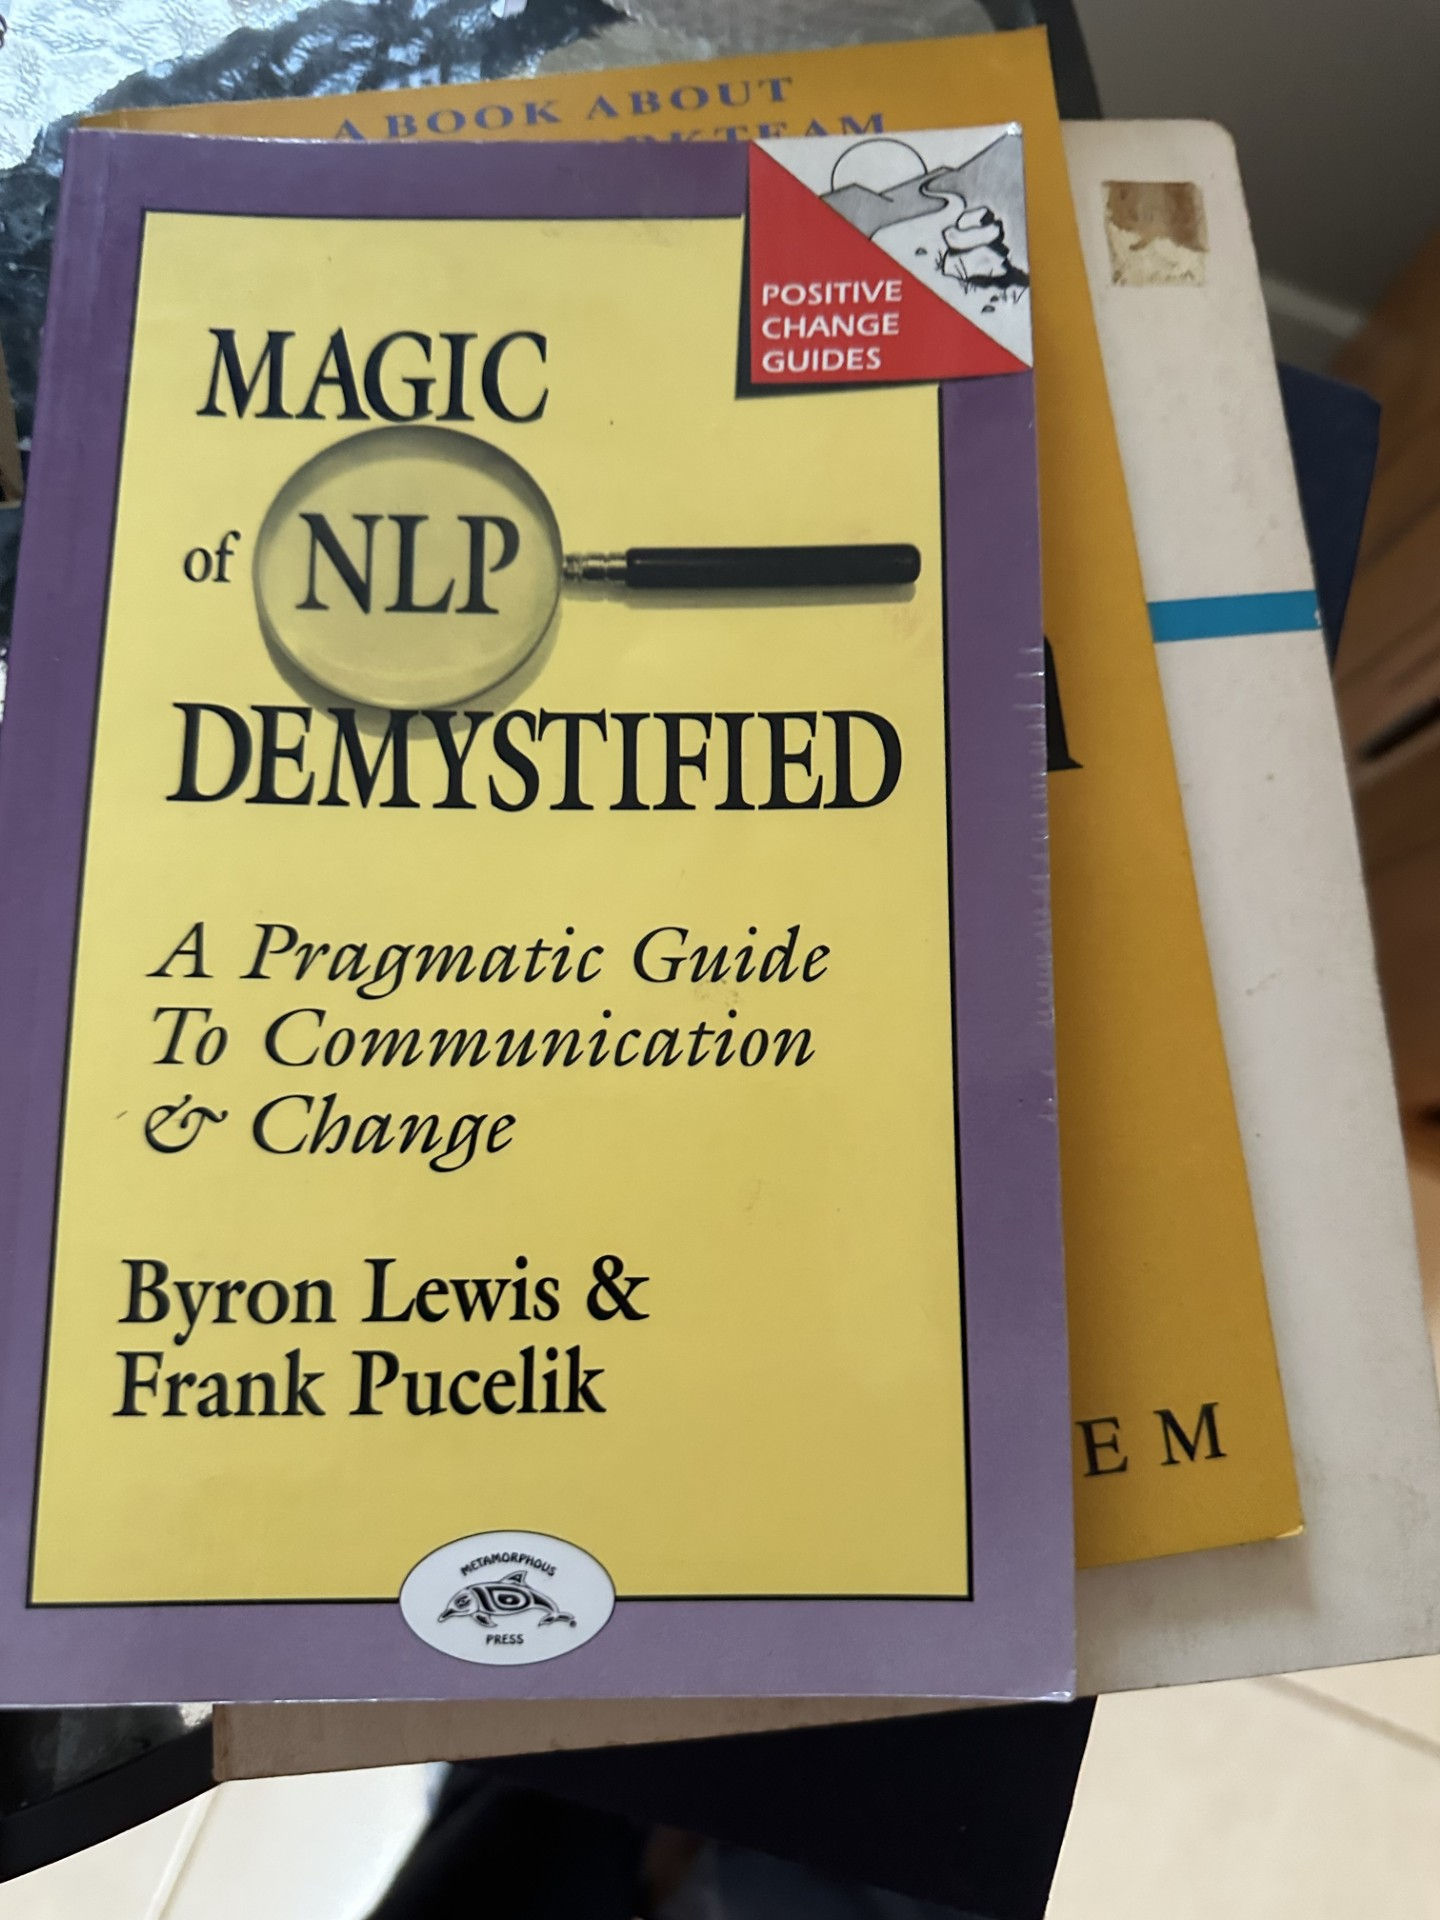 A BOOK ABOUT
POSITIVE
CHANGE
GUIDES
MAGIC
of NLP
DEMYSTIFIED
A Pragmatic Guide
To Communication
& Change
Byron Lewis &
Frank Pucelik
E M
METAMORPHOUS
PRESS